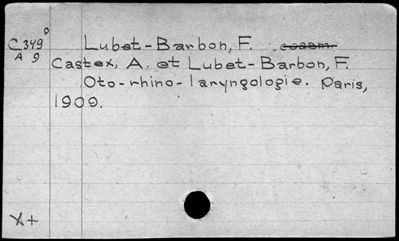 C 349° Lubet-Barbon, F.
A 9 Castex, A. et Lubet-Barbon, F.
Oto-rhino-laryngologie. Paris,
1909.
X+